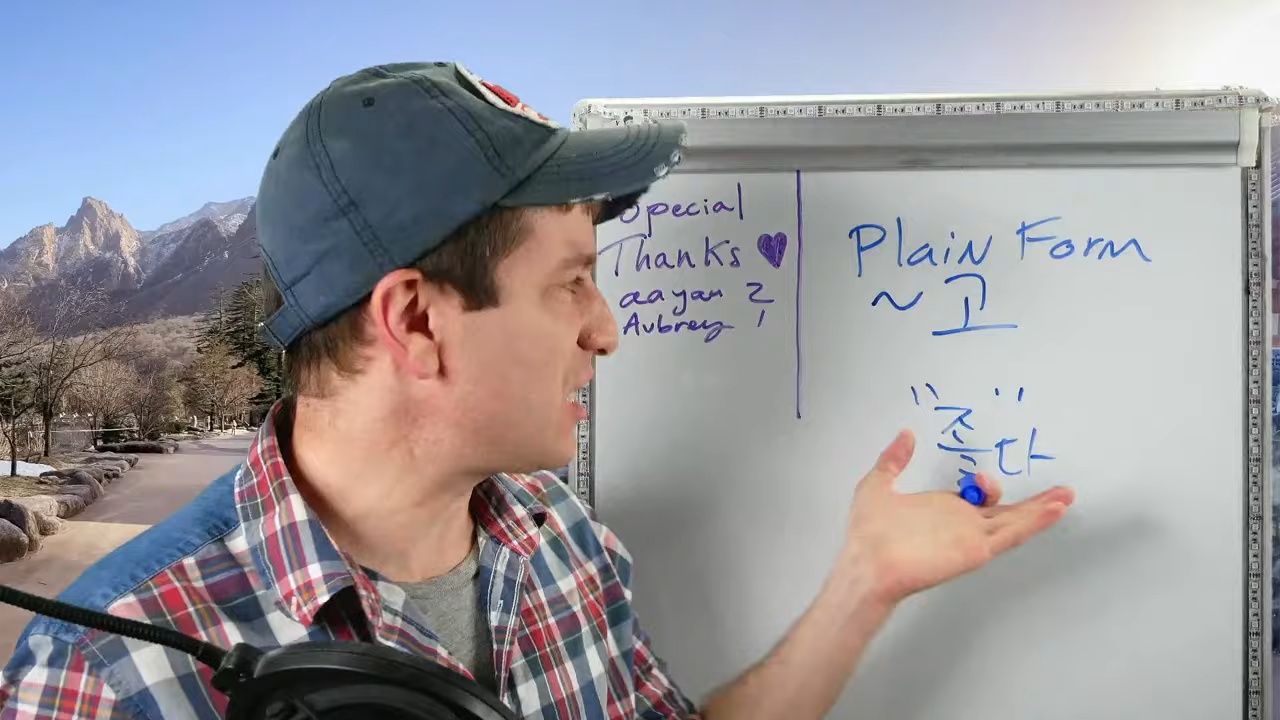 Special
Thanks ♥
aayan 2
Aubrey 1
Plain Form
~고
"좋다"